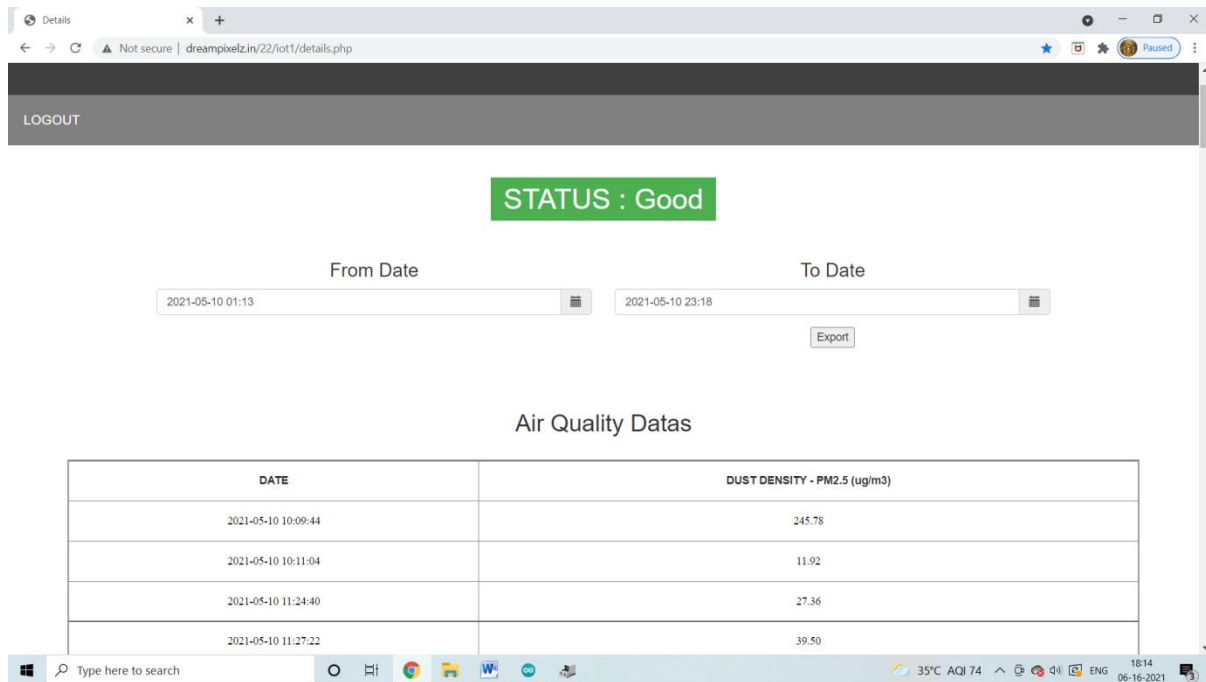 Details
Not secure | dreampixelz.in/22/iot1/details.php
Paused
LOGOUT
STATUS : Good
From Date To Date
2021-05-10 01:13 2021-05-10 23:18
Export
Air Quality Datas
DATE DUST DENSITY - PM2.5 (ug/m3)
2021-05-10 10:09:44 245.78
2021-05-10 10:11:04 11.92
2021-05-10 11:24:40 27.36
2021-05-10 11:27:22 39.50
Type here to search W 35°C AQI 74 ENG 18:14
06-16-2021 3